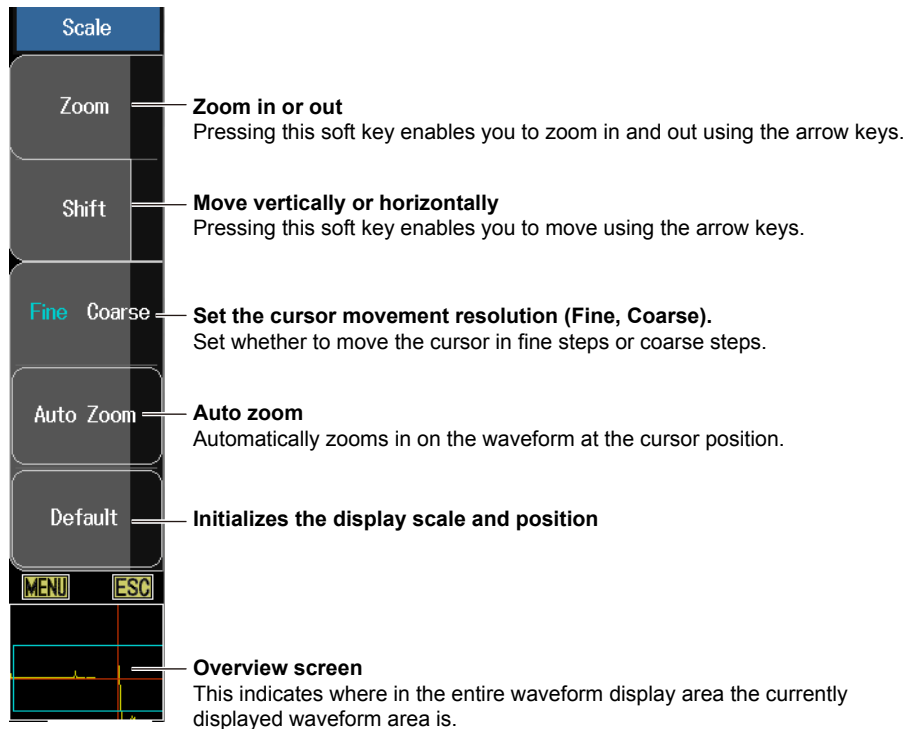 Scale
Zoom
Zoom in or out
Pressing this soft key enables you to zoom in and out using the arrow keys.
Shift
Move vertically or horizontally
Pressing this soft key enables you to move using the arrow keys.
Fine Coarse
Set the cursor movement resolution (Fine, Coarse).
Set whether to move the cursor in fine steps or coarse steps.
Auto Zoom
Auto zoom
Automatically zooms in on the waveform at the cursor position.
Default
Initializes the display scale and position
MENU ESC
Overview screen
This indicates where in the entire waveform display area the currently
displayed waveform area is.